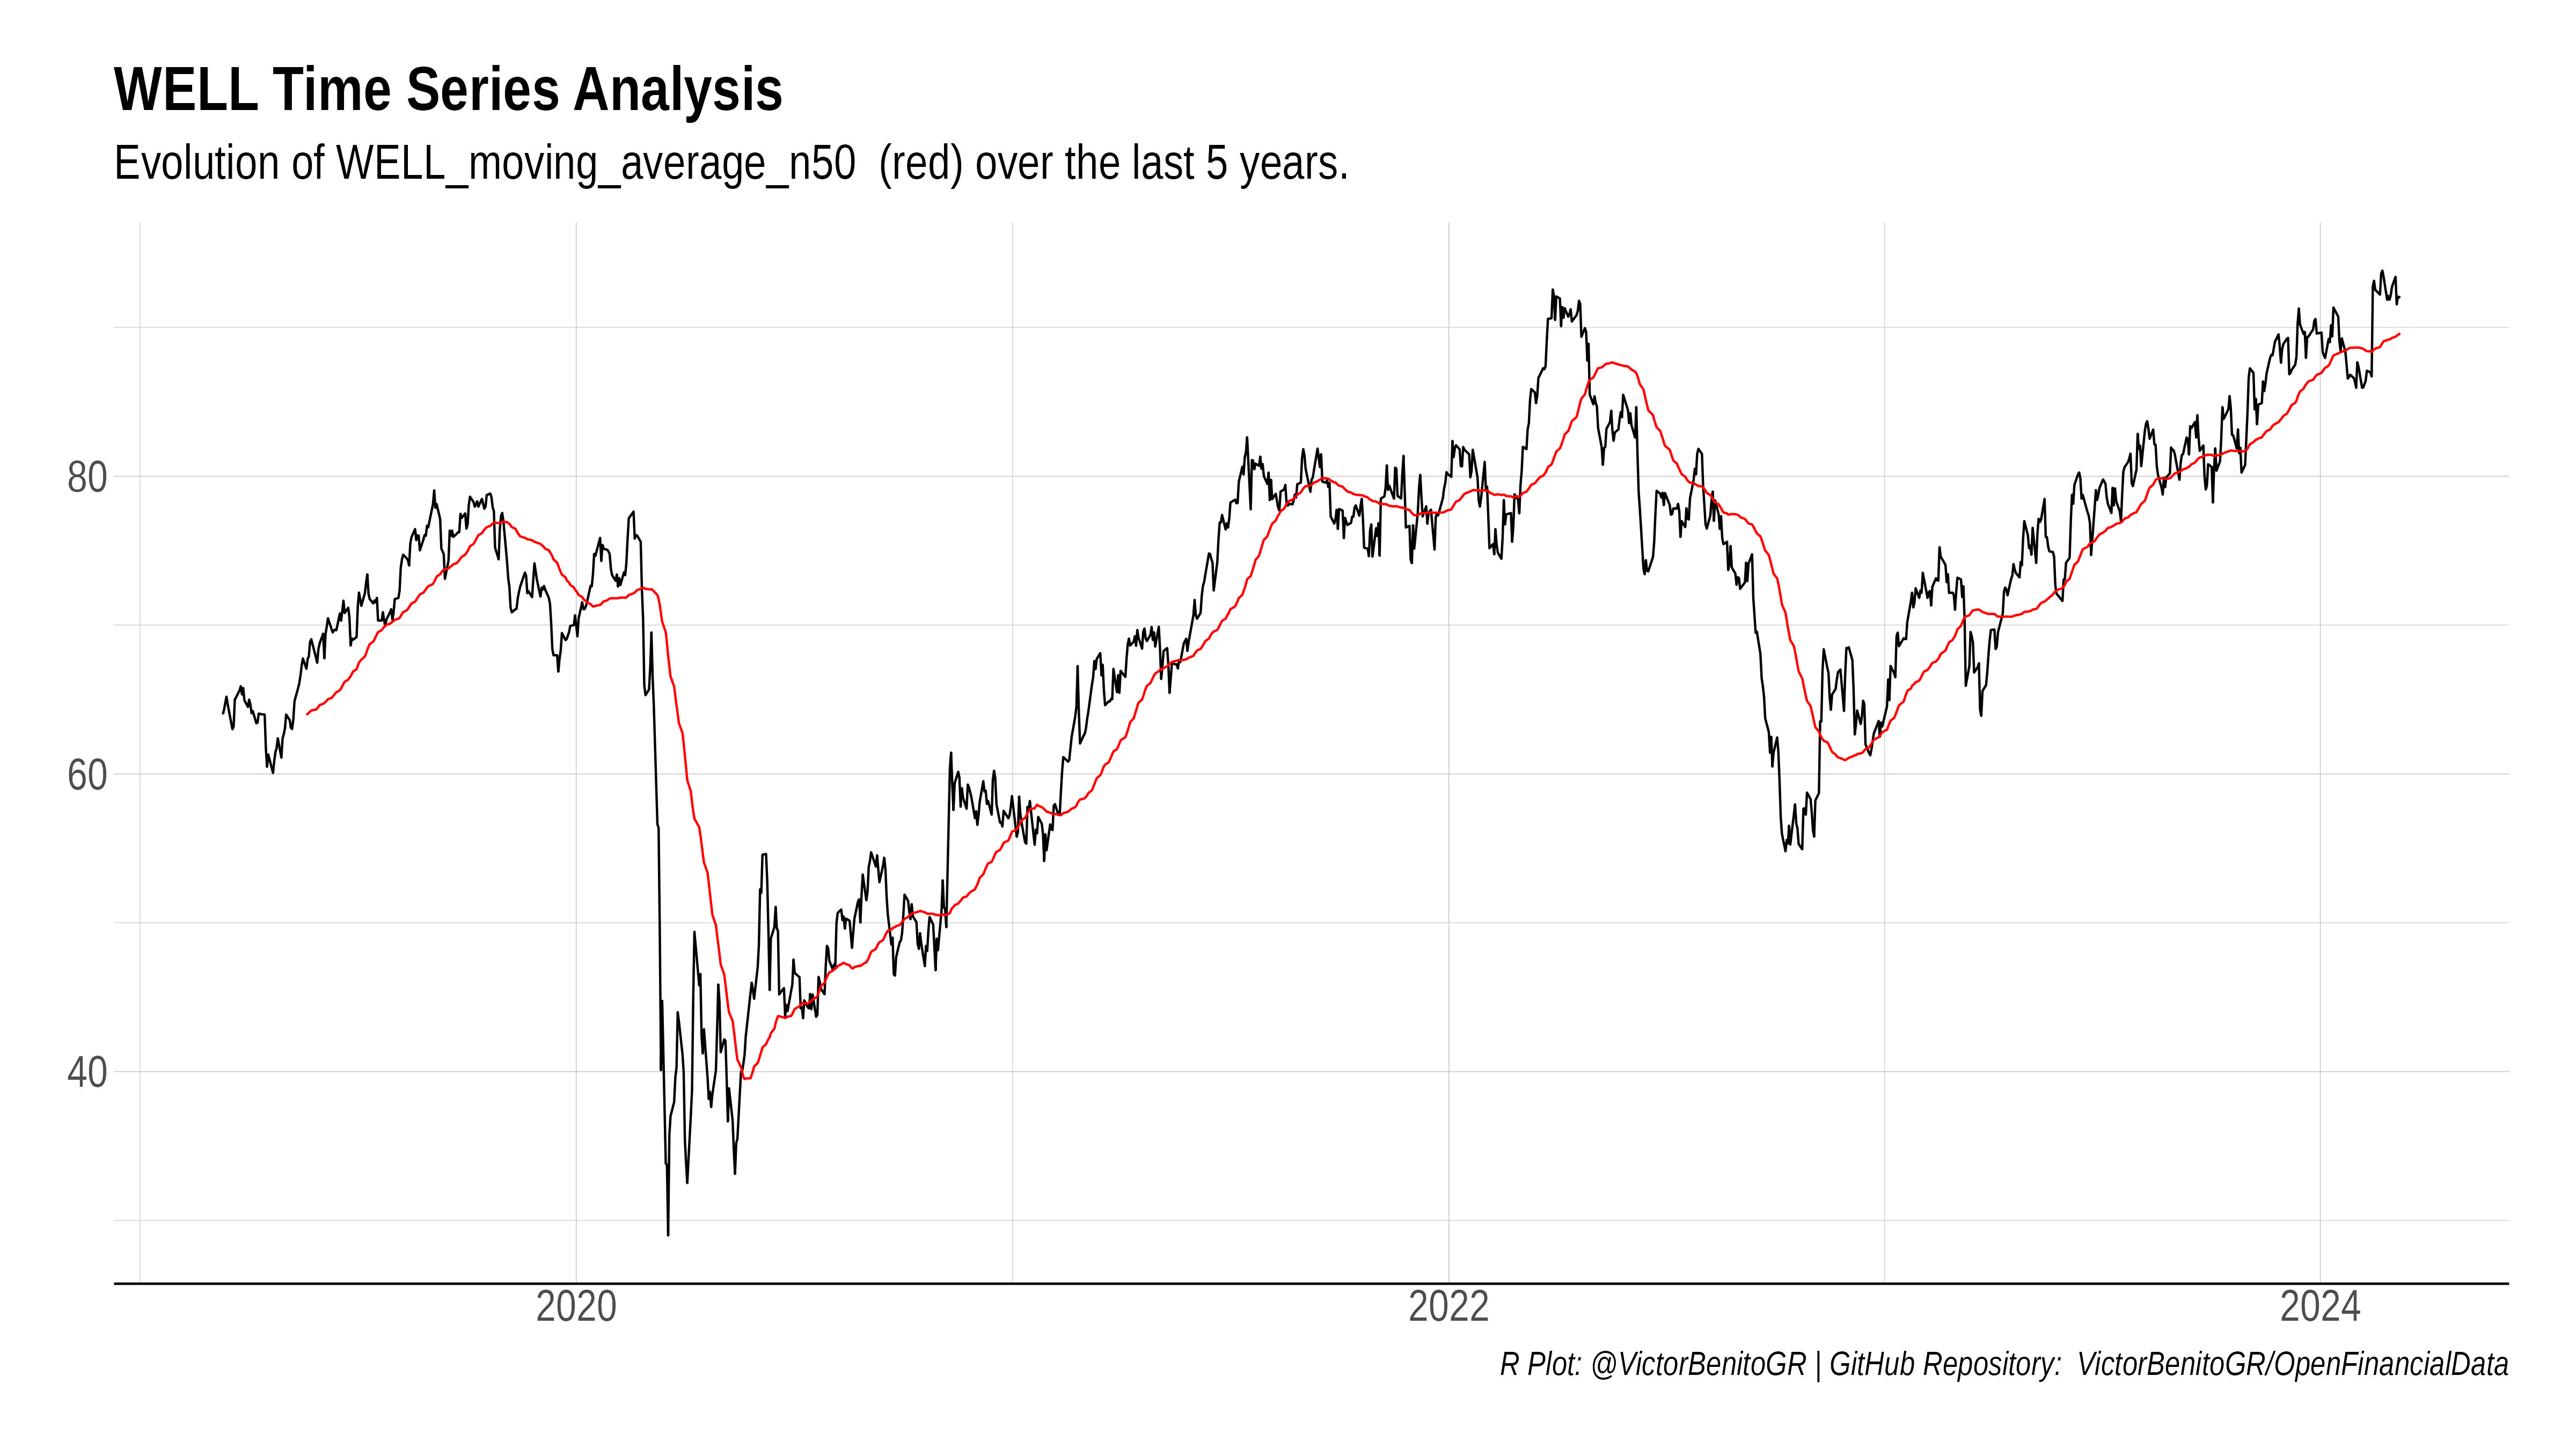 WELL Time Series Analysis
Evolution of WELL_moving_average_n50  (red) over the last 5 years.
80
60
40
2020 2022 2024
R Plot: @VictorBenitoGR | GitHub Repository:  VictorBenitoGR/OpenFinancialData